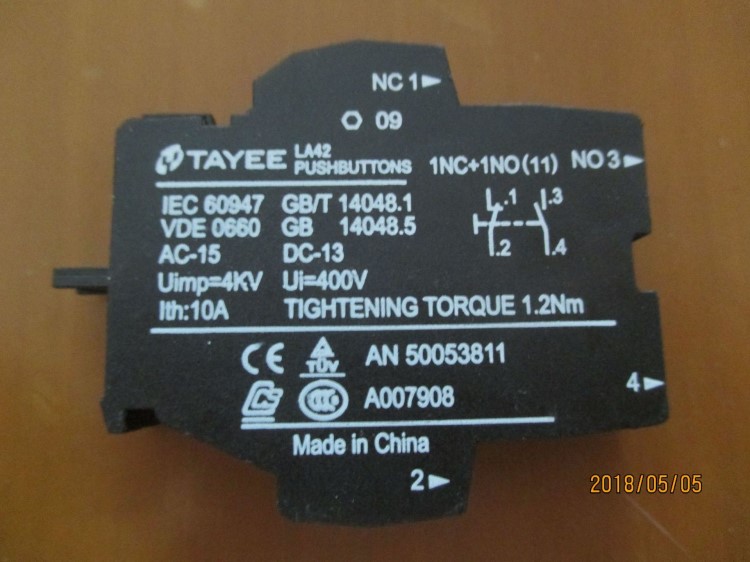 NC 1
09
TAYEE LA42 PUSHBUTTONS
1NC+1NO(11) NO 3
IEC 60947 GB/T 14048.1
VDE 0660 GB 14048.5
AC-15 DC-13
Uimp=4KV Ui=400V
Ith:10A TIGHTENING TORQUE 1.2Nm
.1 .3
.2 .4
CE TÜV AN 50053811
CCC A007908
4
Made in China
2
2018/05/05